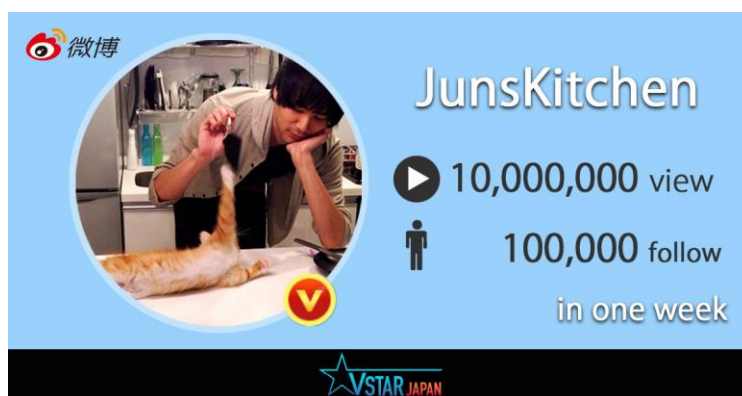 微博
JunsKitchen
10,000,000 view
100,000 follow
in one week
V
VSTAR JAPAN